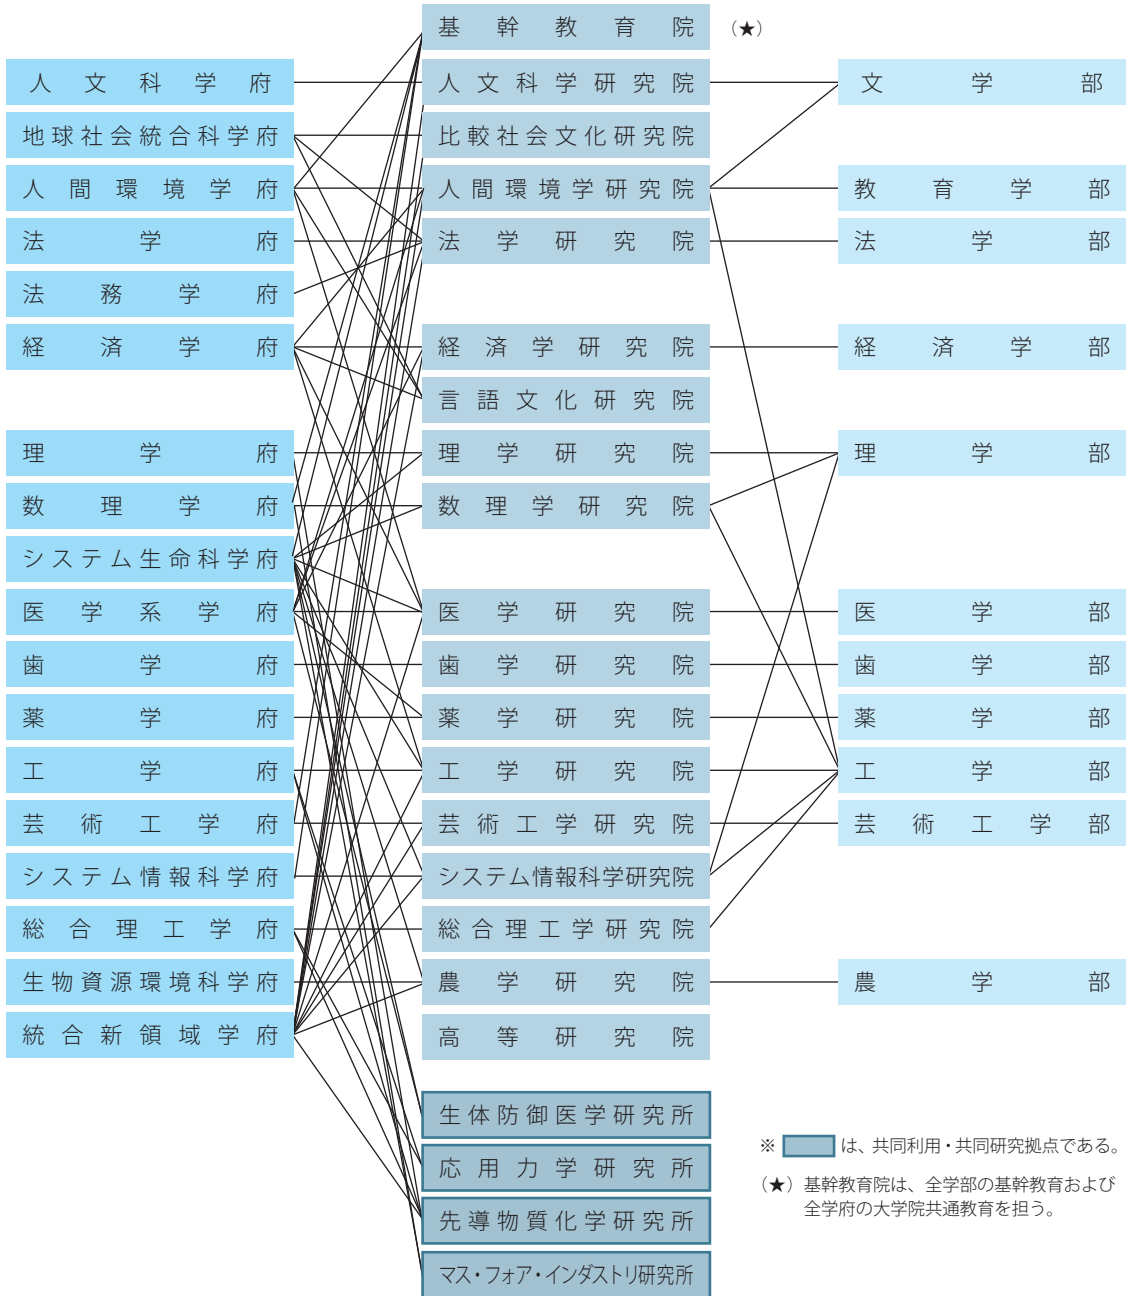 基幹教育院
（★）
人文科学府
人文科学研究院
文学部
地球社会統合科学府
比較社会文化研究院
人間環境学府
人間環境学研究院
教育学部
法学府
法学研究院
法学部
法務学府
経済学府
経済学研究院
経済学部
言語文化研究院
理学府
理学研究院
理学部
数理学府
数理学研究院
システム生命科学府
医学系学府
医学研究院
医学部
歯学府
歯学研究院
歯学部
薬学府
薬学研究院
薬学部
工学府
工学研究院
工学部
芸術工学府
芸術工学研究院
芸術工学部
システム情報科学府
システム情報科学研究院
総合理工学府
総合理工学研究院
生物資源環境科学府
農学研究院
農学部
統合新領域学府
高等研究院
生体防御医学研究所
応用力学研究所
先導物質化学研究所
マス・フォア・インダストリ研究所
※ は、共同利用・共同研究拠点である。
（★）基幹教育院は、全学部の基幹教育および
全学府の大学院共通教育を担う。